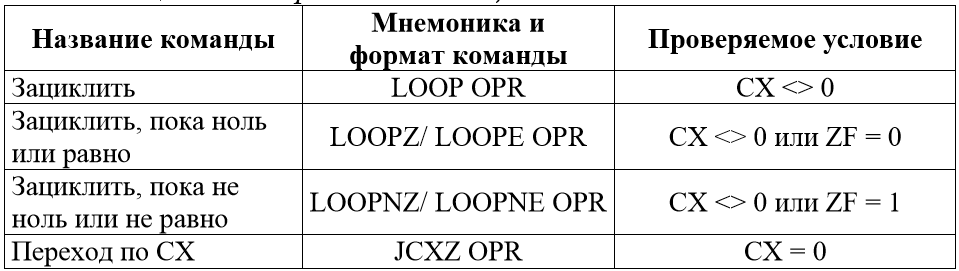 Название команды
Мнемоника и
формат команды
Проверяемое условие
Зациклить
LOOP OPR
CX <> 0
Зациклить, пока ноль
или равно
LOOPZ/ LOOPE OPR
CX <> 0 или ZF = 0
Зациклить, пока не
ноль или не равно
LOOPNZ/ LOOPNE OPR
CX <> 0 или ZF = 1
Переход по CX
JCXZ OPR
CX = 0